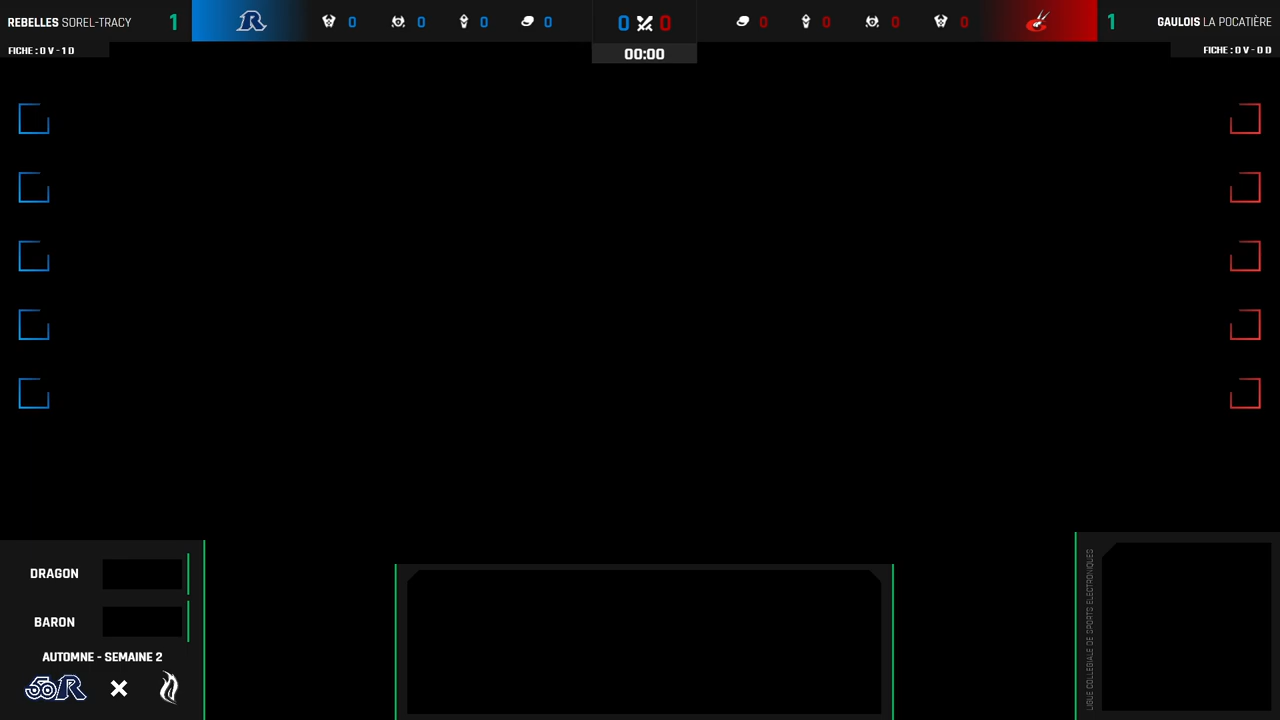 REBELLES SOREL-TRACY 1
0 0 0 0
0 0
0 0 0 0
1 GAULOIS LA POCATIÈRE
FICHE : 0 V - 1 D
00:00
FICHE : 0 V - 0 D
DRAGON
BARON
AUTOMNE - SEMAINE 2
LIGUE COLLÉGIALE DE SPORTS ÉLECTRONIQUES